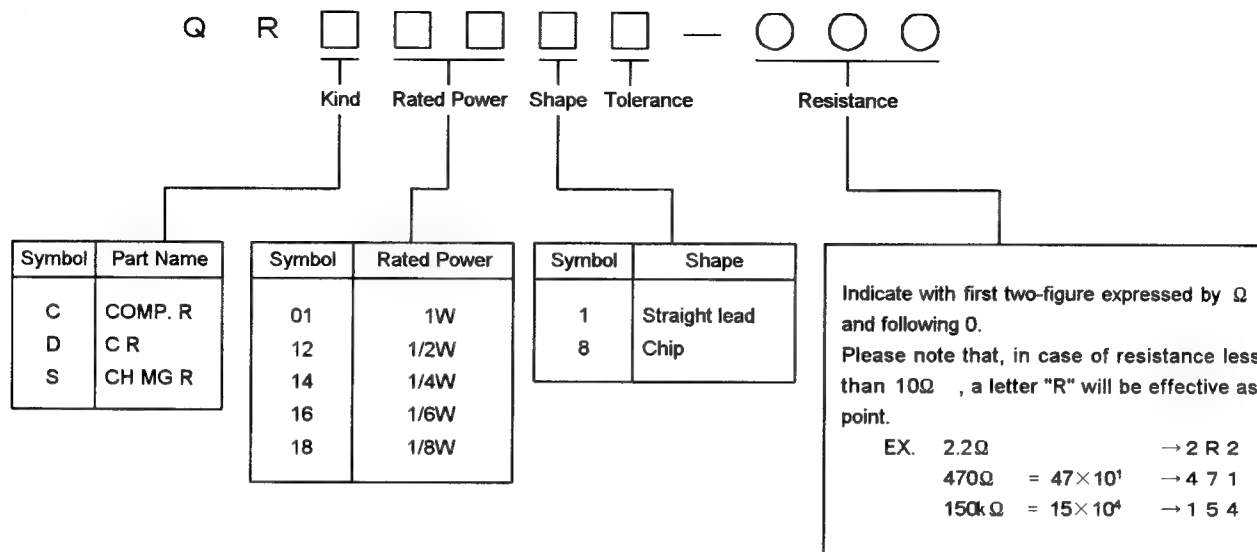 Q R □ □ □ □ □ — ○ ○ ○
Kind Rated Power Shape Tolerance Resistance
Symbol Part Name
C COMP. R
D C R
S CH MG R
Symbol Rated Power
01 1W
12 1/2W
14 1/4W
16 1/6W
18 1/8W
Symbol Shape
1 Straight lead
8 Chip
Indicate with first two-figure expressed by Ω
and following 0.
Please note that, in case of resistance less
than 10Ω , a letter "R" will be effective as
point.
EX. 2.2Ω →2 R 2
470Ω = 47×10¹ →4 7 1
150kΩ = 15×10⁴ →1 5 4